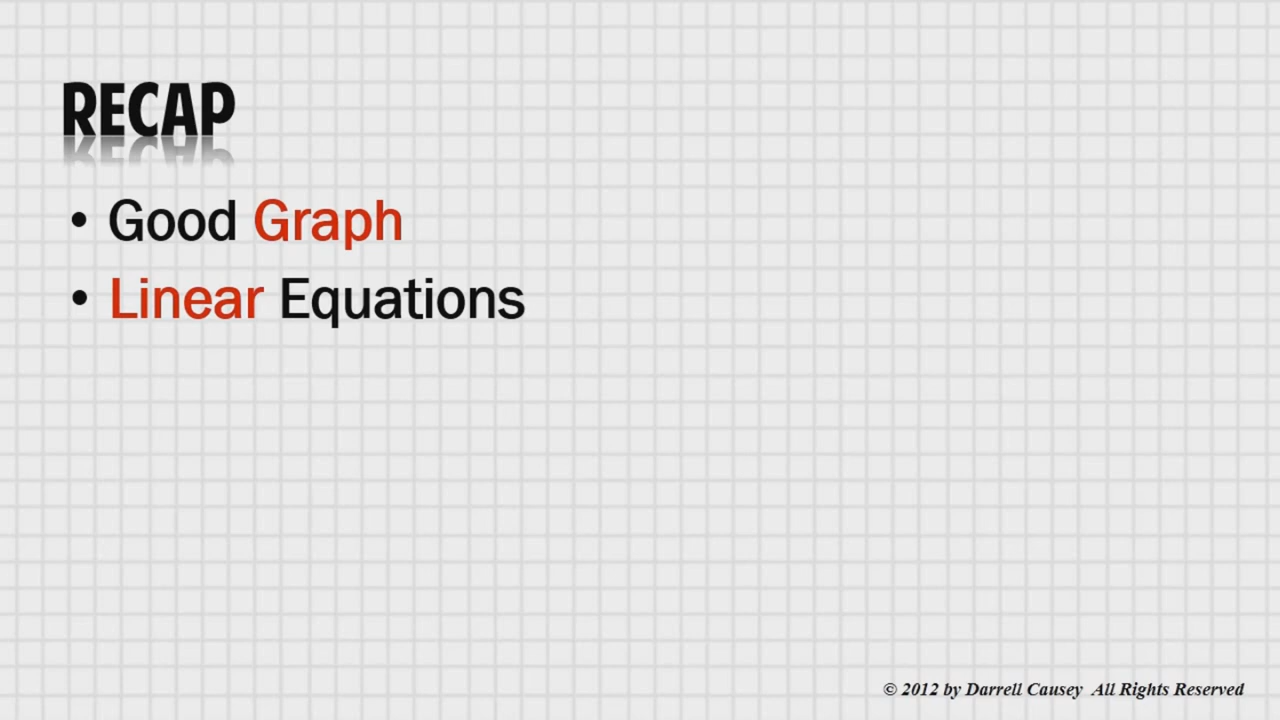 RECAP
• Good Graph
• Linear Equations
© 2012 by Darrell Causey All Rights Reserved